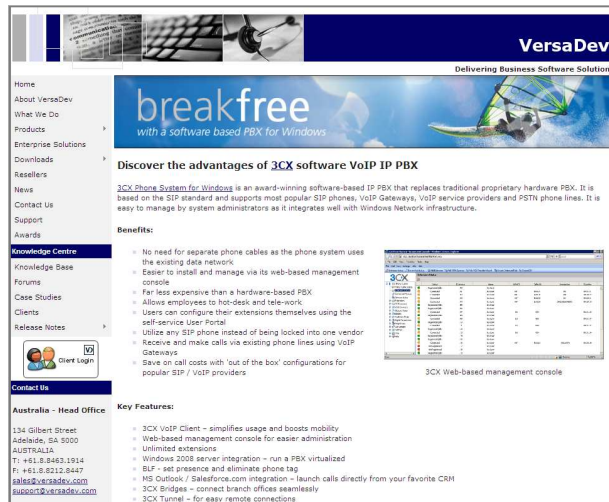 VersaDev
Delivering Business Software Solution
Home
About VersaDev
What We Do
Products
Enterprise Solutions
Downloads
Resellers
News
Contact Us
Support
Awards
Knowledge Centre
Knowledge Base
Forums
Case Studies
Clients
Release Notes
Client Login
Contact Us
Australia - Head Office
134 Gilbert Street
Adelaide, SA 5000
AUSTRALIA
T: +61.8.8463.1914
F: +61.8.8212.8447
sales@versadev.com
support@versadev.com
breakfree
with a software based PBX for Windows
Discover the advantages of 3CX software VoIP IP PBX
3CX Phone System for Windows is an award-winning software-based IP PBX that replaces traditional proprietary hardware PBX. It is
based on the SIP standard and supports most popular SIP phones, VoIP Gateways, VoIP service providers and PSTN phone lines. It is
easy to manage by system administrators as it integrates well with Windows Network infrastructure.
Benefits:
No need for separate phone cables as the phone system uses
the existing data network
Easier to install and manage via its web-based management
console
Far less expensive than a hardware-based PBX
Allows employees to hot-desk and tele-work
Users can configure their extensions themselves using the
self-service User Portal
Utilize any SIP phone instead of being locked into one vendor
Receive and make calls via existing phone lines using VoIP
Gateways
Save on call costs with 'out of the box' configurations for
popular SIP / VoIP providers
3CX
3CX Web-based management console
Key Features:
3CX VoIP Client – simplifies usage and boosts mobility
Web-based management console for easier administration
Unlimited extensions
Windows 2008 server integration – run a PBX virtualized
BLF - set presence and eliminate phone tag
MS Outlook / Salesforce.com integration – launch calls directly from your favorite CRM
3CX Bridges – connect branch offices seamlessly
3CX Tunnel – for easy remote connections